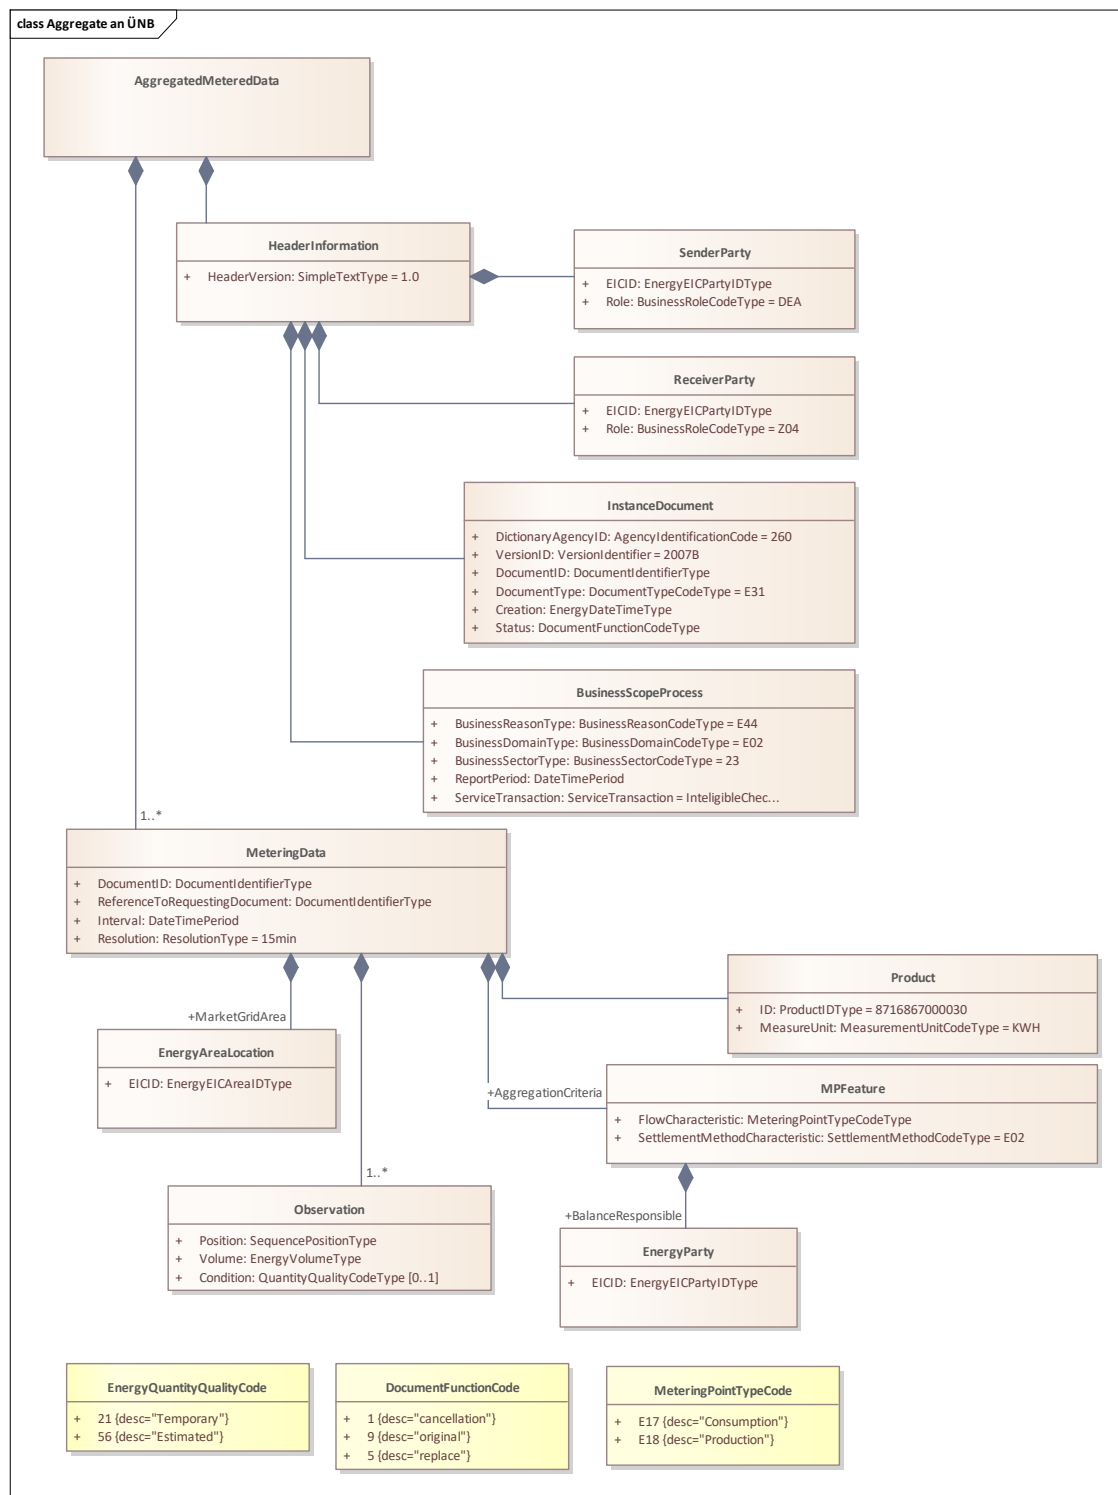 class Aggregate an ÜNB
AggregatedMeteredData
HeaderInformation
+ HeaderVersion: SimpleTextType = 1.0
SenderParty
+ EICID: EnergyEICPartyIDType
+ Role: BusinessRoleCodeType = DEA
ReceiverParty
+ EICID: EnergyEICPartyIDType
+ Role: BusinessRoleCodeType = Z04
InstanceDocument
+ DictionaryAgencyID: AgencyIdentificationCode = 260
+ VersionID: VersionIdentifier = 2007B
+ DocumentID: DocumentIdentifierType
+ DocumentType: DocumentTypeCodeType = E31
+ Creation: EnergyDateTimeType
+ Status: DocumentFunctionCodeType
BusinessScopeProcess
+ BusinessReasonType: BusinessReasonCodeType = E44
+ BusinessDomainType: BusinessDomainCodeType = E02
+ BusinessSectorType: BusinessSectorCodeType = 23
+ ReportPeriod: DateTimePeriod
+ ServiceTransaction: ServiceTransaction = InteligibleChec...
1..*
MeteringData
+ DocumentID: DocumentIdentifierType
+ ReferenceToRequestingDocument: DocumentIdentifierType
+ Interval: DateTimePeriod
+ Resolution: ResolutionType = 15min
Product
+ ID: ProductIDType = 8716867000030
+ MeasureUnit: MeasurementUnitCodeType = KWH
+MarketGridArea
EnergyAreaLocation
+ EICID: EnergyEICAreaIDType
+AggregationCriteria
MPFeature
+ FlowCharacteristic: MeteringPointTypeCodeType
+ SettlementMethodCharacteristic: SettlementMethodCodeType = E02
1..*
Observation
+ Position: SequencePositionType
+ Volume: EnergyVolumeType
+ Condition: QuantityQualityCodeType [0..1]
+BalanceResponsible
EnergyParty
+ EICID: EnergyEICPartyIDType
EnergyQuantityQualityCode
+ 21 {desc="Temporary"}
+ 56 {desc="Estimated"}
DocumentFunctionCode
+ 1 {desc="cancellation"}
+ 9 {desc="original"}
+ 5 {desc="replace"}
MeteringPointTypeCode
+ E17 {desc="Consumption"}
+ E18 {desc="Production"}